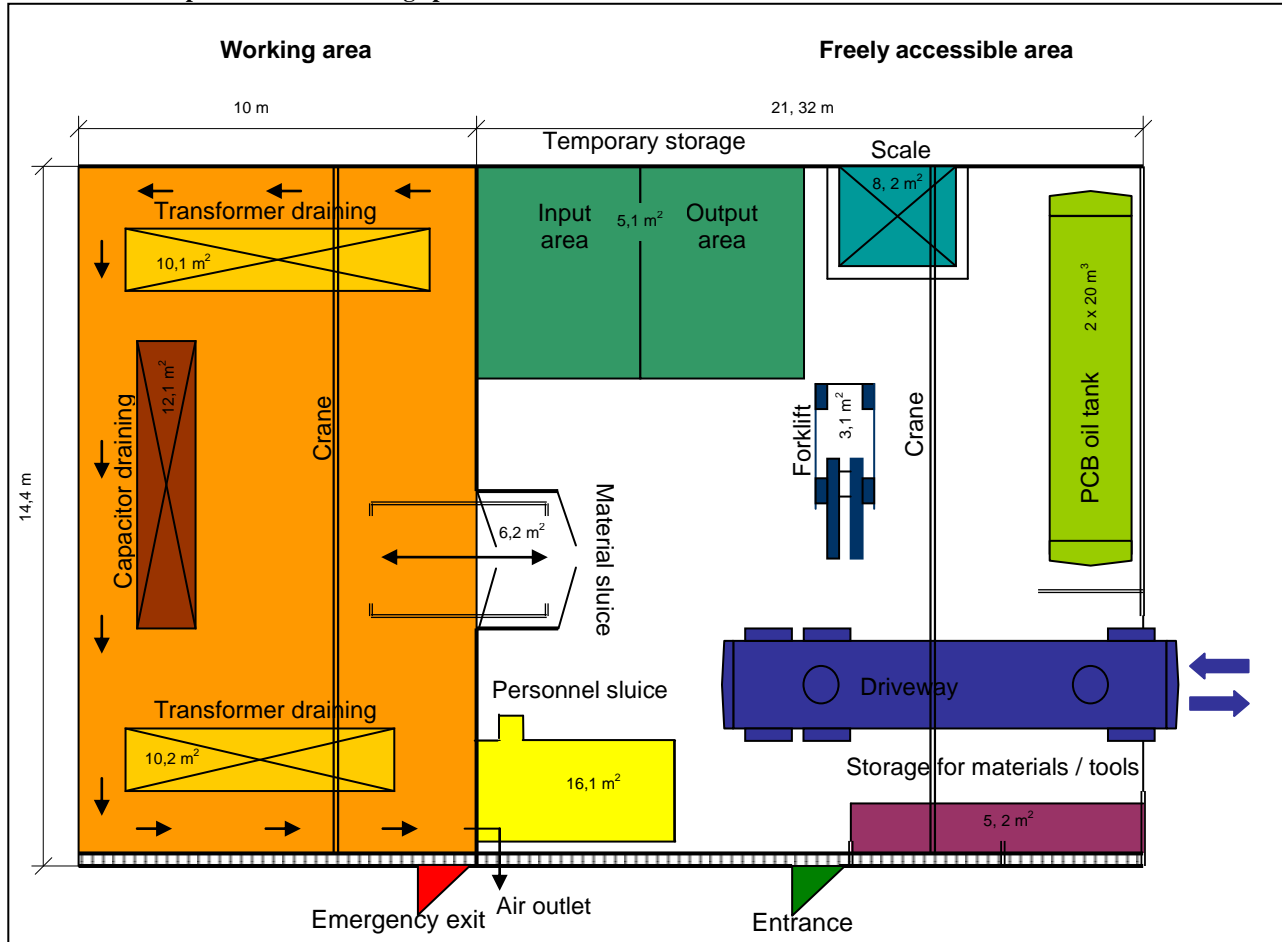 Working area
Freely accessible area
10 m
21, 32 m
Temporary storage
Scale
8, 2 m²
Transformer draining
10,1 m²
Input
area
5,1 m²
Output
area
2 x 20 m³
PCB oil tank
12,1 m²
Capacitor draining
Crane
14,4 m
Forklift
3,1 m²
Crane
6,2 m²
Material sluice
Transformer draining
10,2 m²
Personnel sluice
16,1 m²
Driveway
Storage for materials / tools
5, 2 m²
Emergency exit
Air outlet
Entrance